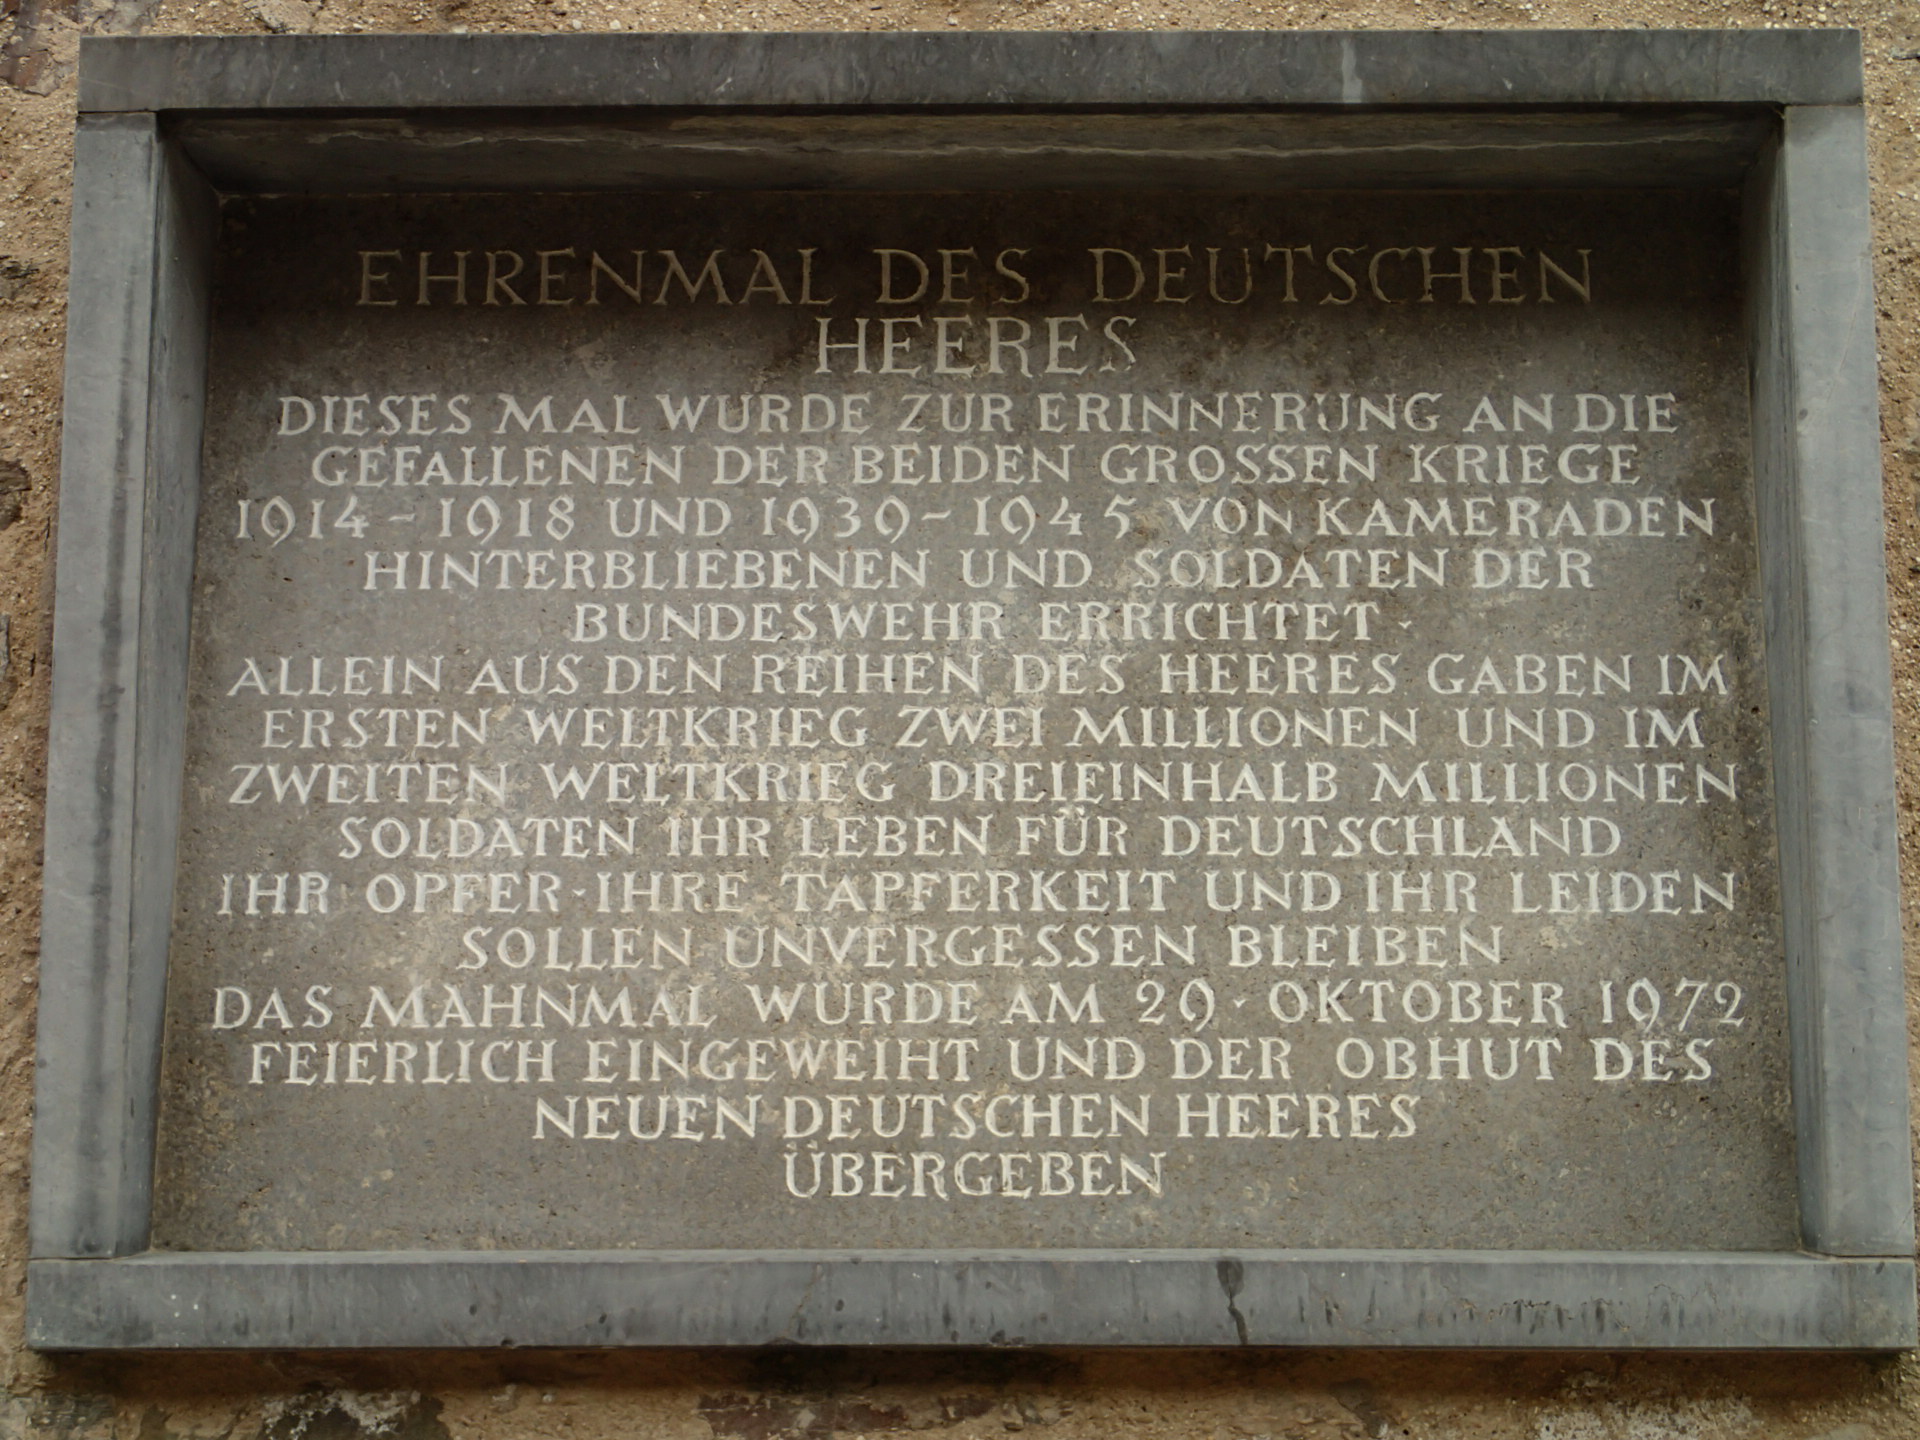 EHRENMAL DES DEUTSCHEN
HEERES
DIESES MAL WURDE ZUR ERINNERUNG AN DIE
GEFALLENEN DER BEIDEN GROSSEN KRIEGE
1914–1918 UND 1939–1945 VON KAMERADEN
HINTERBLIEBENEN UND SOLDATEN DER
BUNDESWEHR ERRICHTET·
ALLEIN AUS DEN REIHEN DES HEERES GABEN IM
ERSTEN WELTKRIEG ZWEI MILLIONEN UND IM
ZWEITEN WELTKRIEG DREIEINHALB MILLIONEN
SOLDATEN IHR LEBEN FÜR DEUTSCHLAND
IHR OPFER·IHRE TAPFERKEIT UND IHR LEIDEN
SOLLEN UNVERGESSEN BLEIBEN
DAS MAHNMAL WURDE AM 29· OKTOBER 1972
FEIERLICH EINGEWEIHT UND DER OBHUT DES
NEUEN DEUTSCHEN HEERES
ÜBERGEBEN